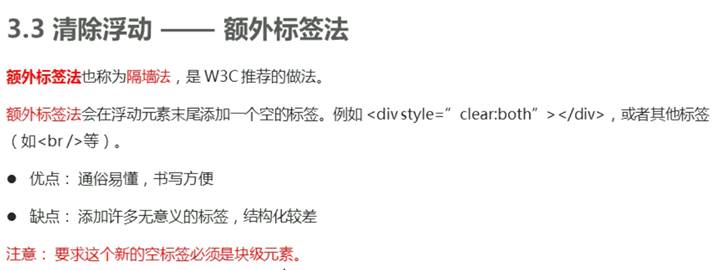 3.3 清除浮动 —— 额外标签法
额外标签法也称为隔墙法，是 W3C 推荐的做法。
额外标签法会在浮动元素末尾添加一个空的标签。例如 <div style=”clear:both”></div>，或者其他标签
（如<br />等）。
● 优点： 通俗易懂，书写方便
● 缺点： 添加许多无意义的标签，结构化较差
注意： 要求这个新的空标签必须是块级元素。